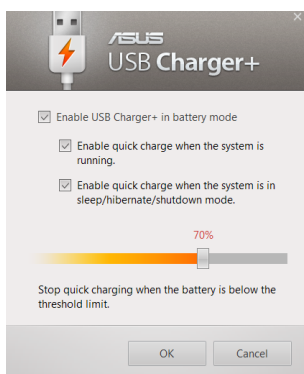 ASUS
USB Charger+
Enable USB Charger+ in battery mode
Enable quick charge when the system is
running.
Enable quick charge when the system is in
sleep/hibernate/shutdown mode.
70%
Stop quick charging when the battery is below the
threshold limit.
OK Cancel